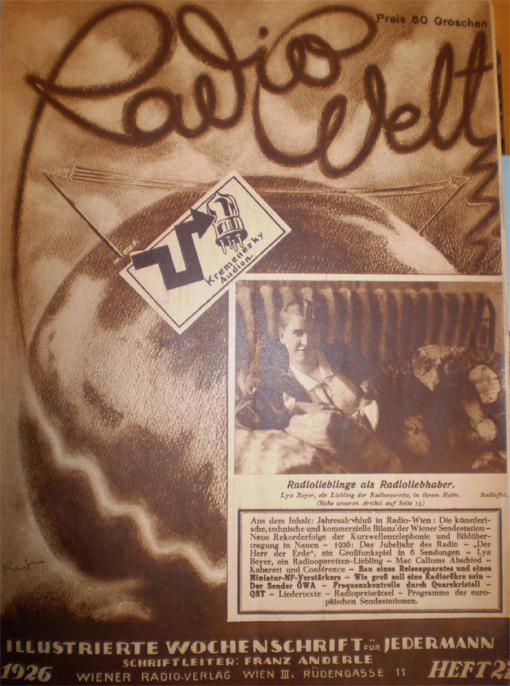 Preis 50 Groschen
Radio
Welt
Kremenezky
Audion
Radiolieblinge als Radioliebhaber.
Lya Beyer, ein Liebling der Radiooperette, in ihrem Heim.
(Siehe unseren Artikel auf Seite 13.)
Aus dem Inhalt: Jahresabschluß in Radio-Wien: Die künstleri-
sche, technische und kommerzielle Bilanz der Wiener Sendestation –
Neue Rekorderfolge der Kurzwellentelephonie und Bildüber-
tragung in Nauen – 1926: Das Jubeljahr des Radio – „Der
Herr der Erde“, ein Großfunkspiel in 6 Sendungen – Lya
Beyer, ein Radiooperetten-Liebling – Mac Callums Abschied –
Kabarett und Conférence – Bau eines Reiseapparates und eines
Miniatur-NF-Verstärkers – Wie groß soll eine Radioröhre sein –
Der Sender ÖWA – Frequenzkontrolle durch Quarzkristall –
QST – Liedertexte – Radiopreisrätsel – Programme der euro-
päischen Sendestationen.
ILLUSTRIERTE WOCHENSCHRIFT FÜR JEDERMANN
SCHRIFTLEITER: FRANZ ANDERLE
1926 WIENER RADIO-VERLAG WIEN III. RÜDENGASSE 11 HEFT